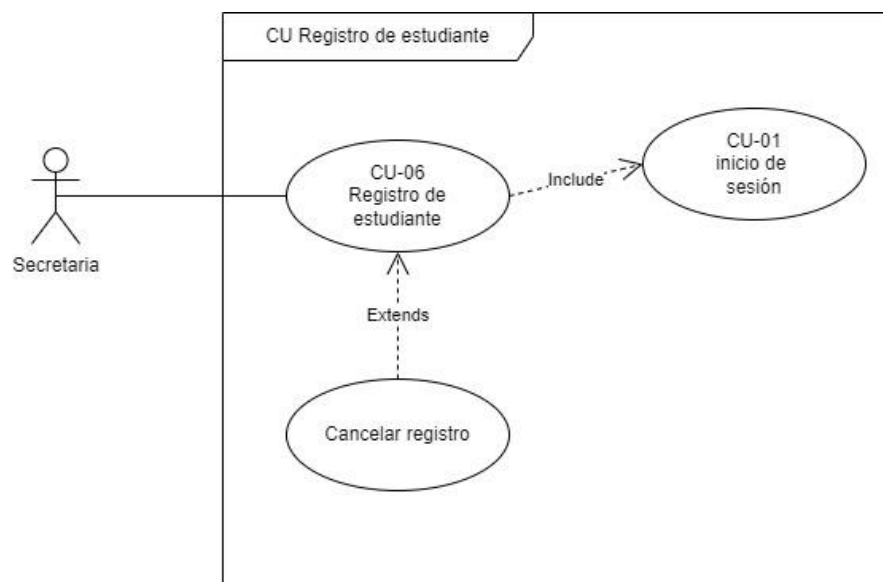 CU Registro de estudiante
CU-06
Registro de
estudiante
Include
CU-01
inicio de
sesión
Secretaria
Extends
Cancelar registro